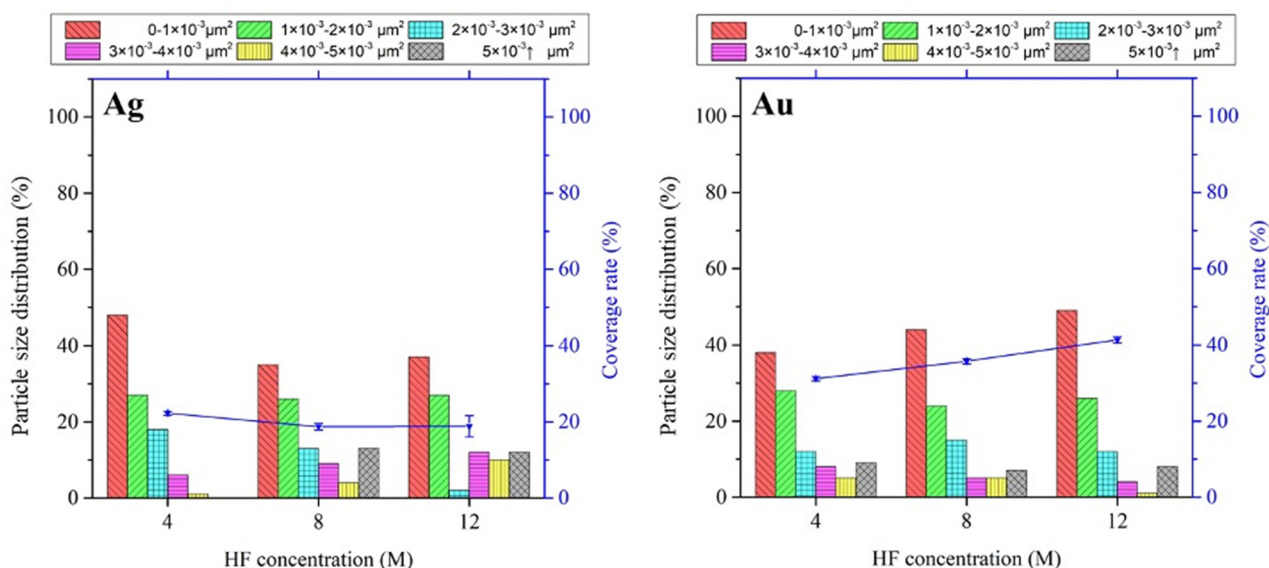 0-1×10⁻³μm² 1×10⁻³-2×10⁻³ μm² 2×10⁻³-3×10⁻³ μm²
3×10⁻³-4×10⁻³ μm² 4×10⁻³-5×10⁻³ μm² 5×10⁻³↑ μm²
Ag
100
80
60
40
20
0
Particle size distribution (%)
100
80
60
40
20
0
Coverage rate (%)
4 8 12
HF concentration (M)
0-1×10⁻³μm² 1×10⁻³-2×10⁻³ μm² 2×10⁻³-3×10⁻³ μm²
3×10⁻³-4×10⁻³ μm² 4×10⁻³-5×10⁻³ μm² 5×10⁻³↑ μm²
Au
100
80
60
40
20
0
Particle size distribution (%)
100
80
60
40
20
0
Coverage rate (%)
4 8 12
HF concentration (M)